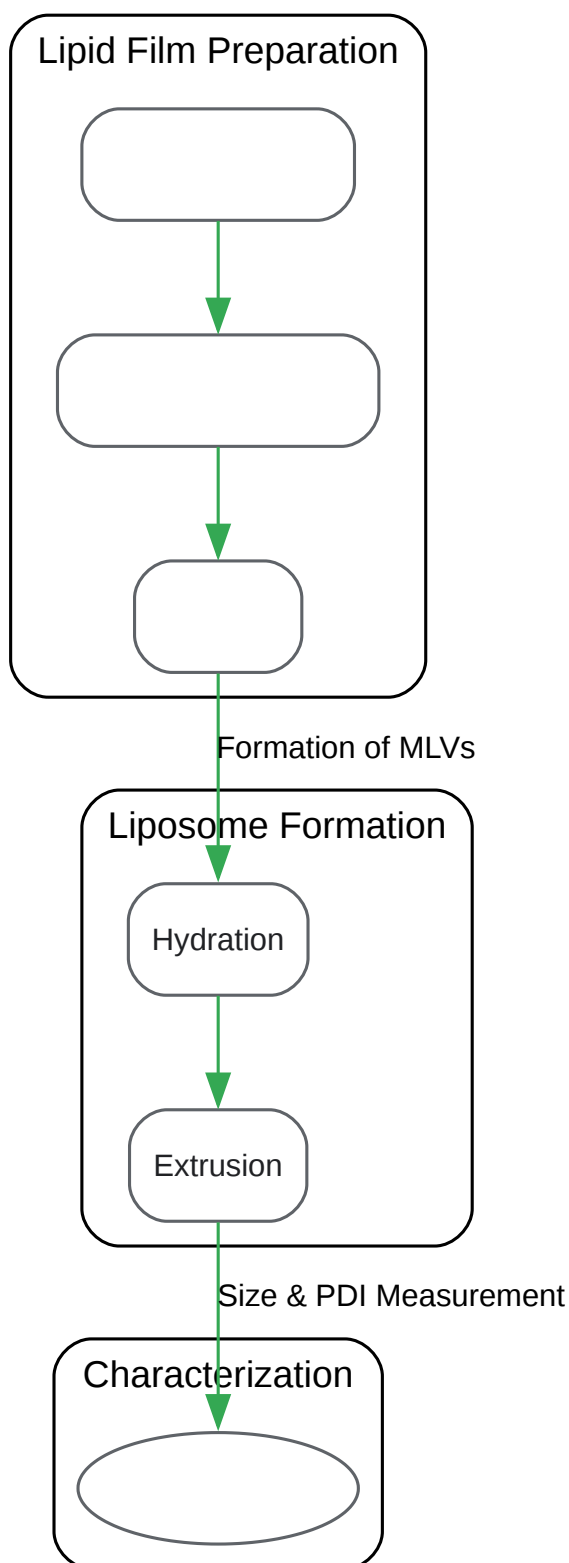 Lipid Film Preparation
Formation of MLVs
Liposome Formation
Hydration
Extrusion
Size & PDI Measurement
Characterization